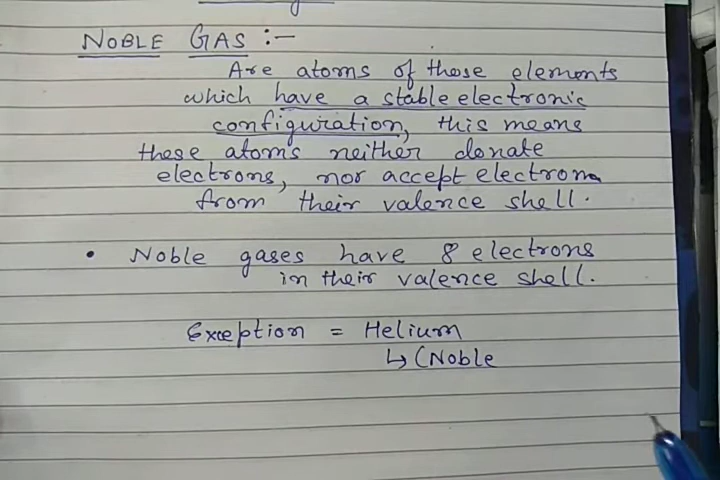 NOBLE GAS :-
Are atoms of those elements
which have a stable electronic
configuration, this means
these atoms neither donate
electrons, nor accept electrons
from their valence shell.
• Noble gases have 8 electrons
in their valence shell.
Exception = Helium
↳ (Noble